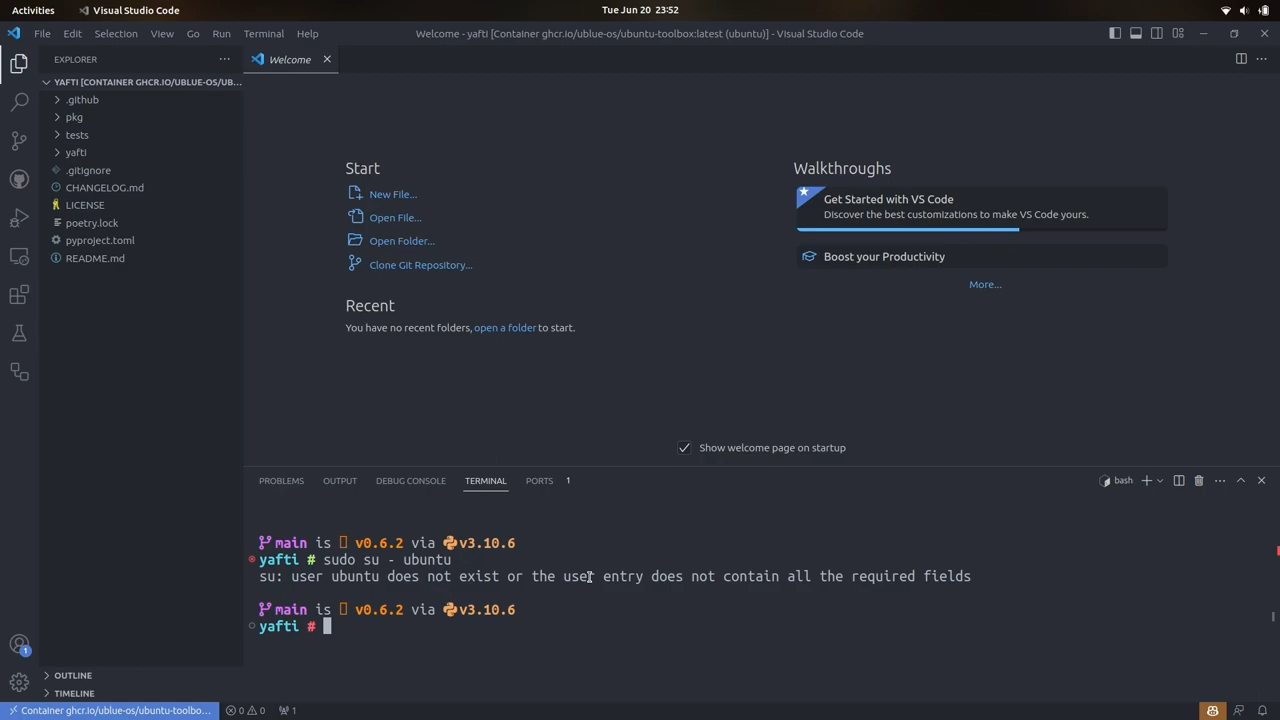 Activities
Visual Studio Code
Tue Jun 20 23:52
File Edit Selection View Go Run Terminal Help
Welcome - yafti [Container ghcr.io/ublue-os/ubuntu-toolbox:latest (ubuntu)] - Visual Studio Code
EXPLORER
Welcome
YAFTI [CONTAINER GHCR.IO/UBLUE-OS/UB...
.github
pkg
tests
yafti
.gitignore
CHANGELOG.md
LICENSE
poetry.lock
pyproject.toml
README.md
Start
New File...
Open File...
Open Folder...
Clone Git Repository...
Recent
You have no recent folders, open a folder to start.
Walkthroughs
Get Started with VS Code
Discover the best customizations to make VS Code yours.
Boost your Productivity
More...
Show welcome page on startup
PROBLEMS OUTPUT DEBUG CONSOLE TERMINAL PORTS 1
bash
main is v0.6.2 via v3.10.6
yafti # sudo su - ubuntu
su: user ubuntu does not exist or the user entry does not contain all the required fields
main is v0.6.2 via v3.10.6
yafti #
1
OUTLINE
TIMELINE
Container ghcr.io/ublue-os/ubuntu-toolbo...
0 0
1